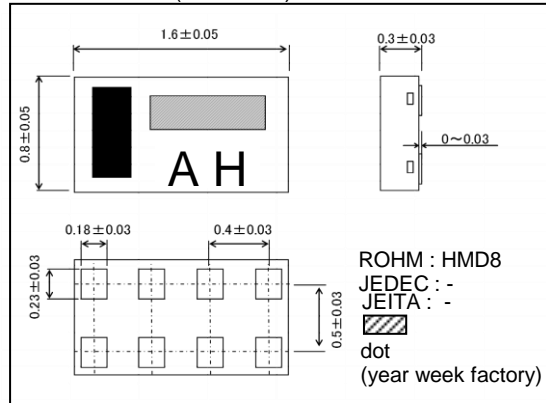 1.6±0.05
0.3±0.03
0.8±0.05
0~0.03
A H
0.18±0.03
0.4±0.03
0.23±0.03
0.5±0.03
ROHM : HMD8
JEDEC : -
JEITA : -
dot
(year week factory)